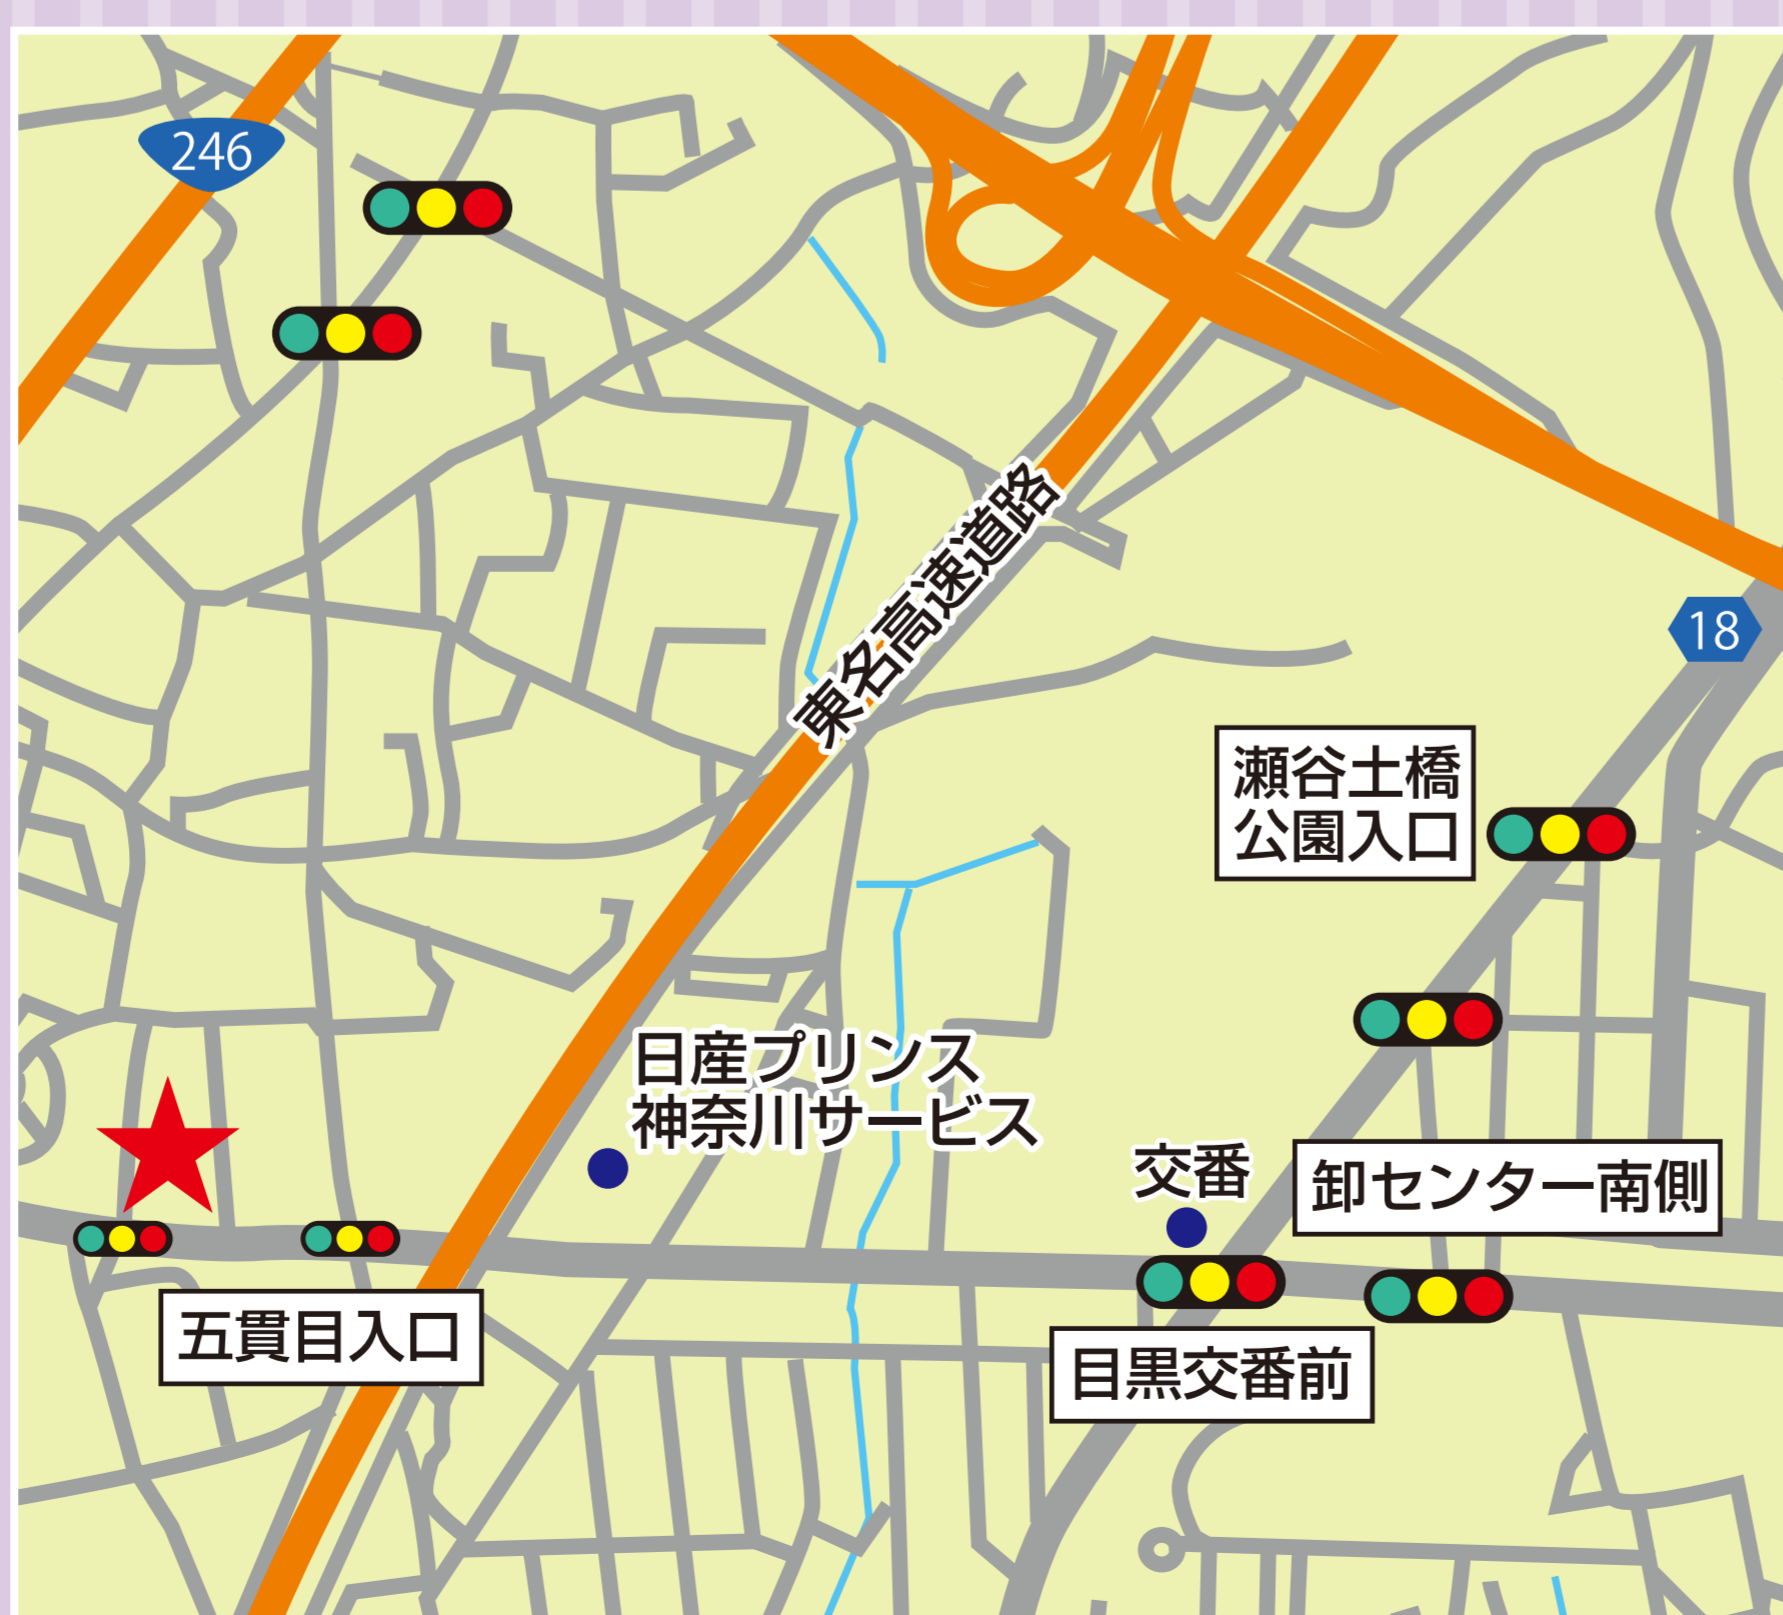 246
東名高速道路
18
瀬谷土橋
公園入口
日産プリンス
神奈川サービス
交番
卸センター南側
五貫目入口
目黒交番前